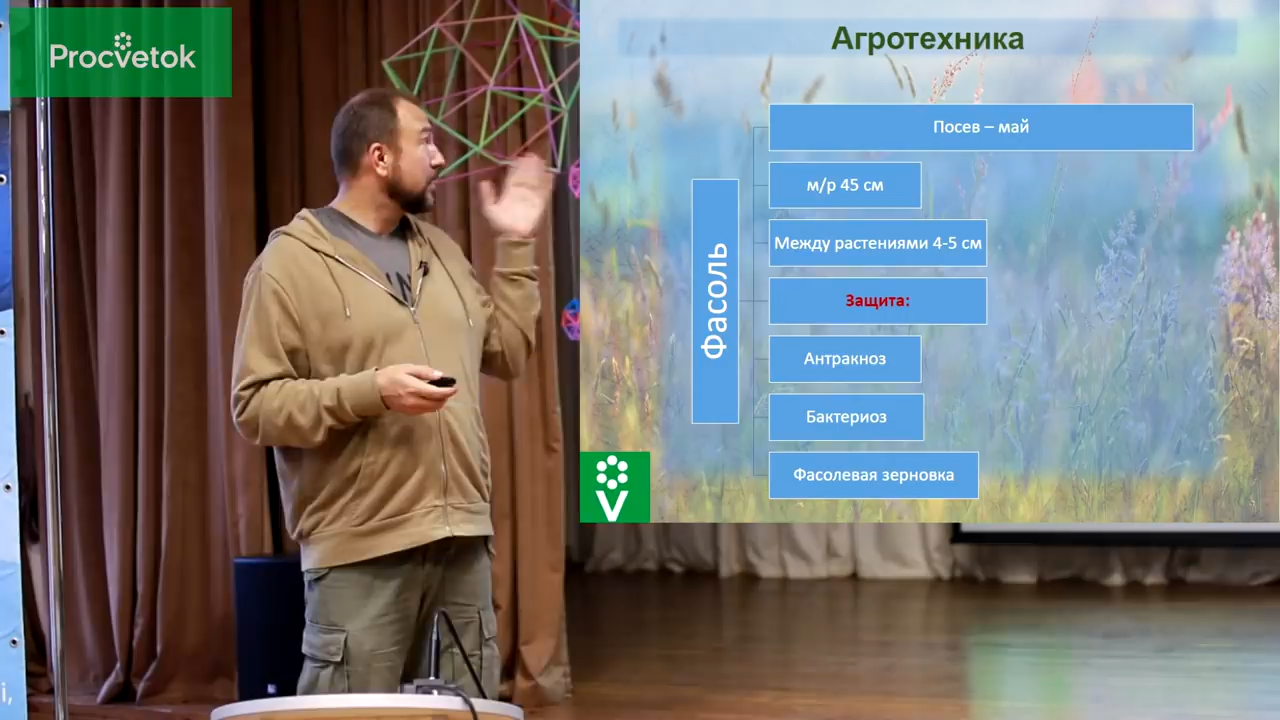 Procvetok
Агротехника
Фасоль
Посев – май
м/р 45 см
Между растениями 4-5 см
Защита:
Антракноз
Бактериоз
Фасолевая зерновка